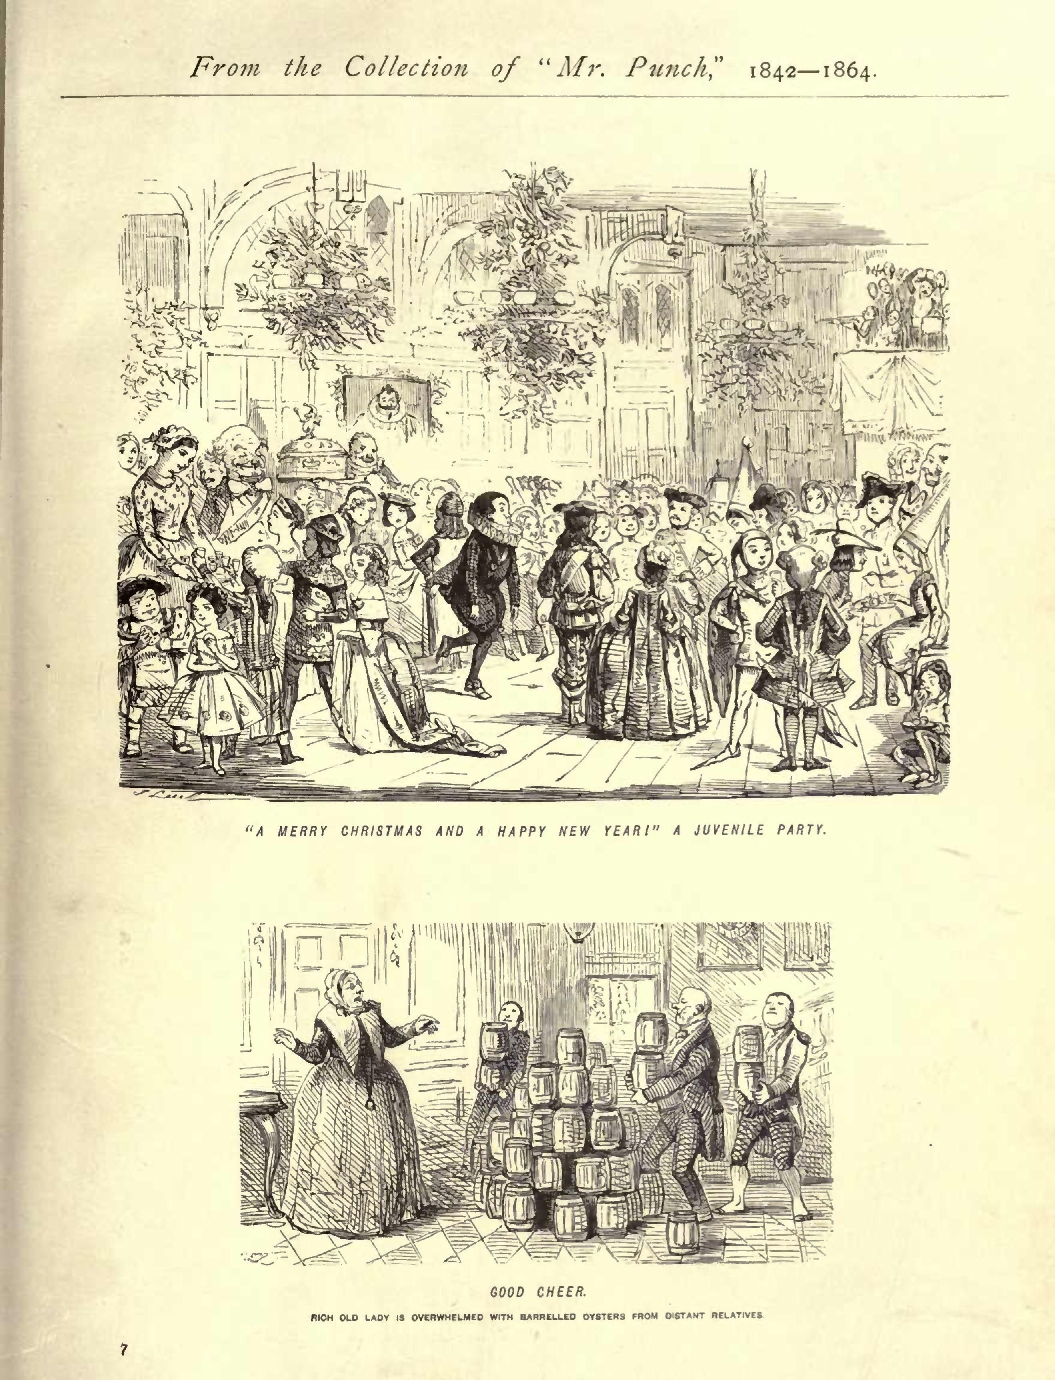 From the Collection of "Mr. Punch," 1842—1864.
"A MERRY CHRISTMAS AND A HAPPY NEW YEAR!" A JUVENILE PARTY.
GOOD CHEER.
RICH OLD LADY IS OVERWHELMED WITH BARRELLED OYSTERS FROM DISTANT RELATIVES.
7